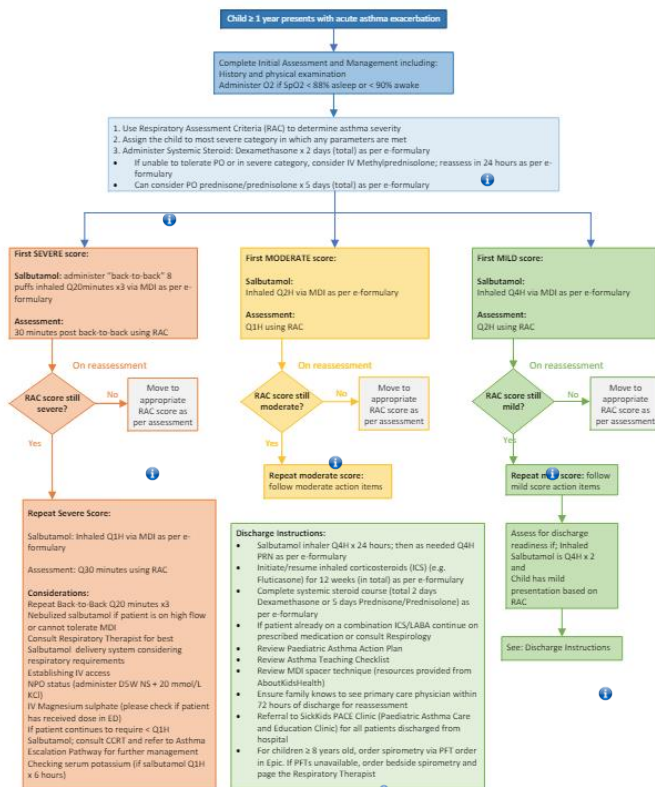 Child ≥ 1 year presents with acute asthma exacerbation
Complete Initial Assessment and Management including:
History and physical examination
Administer O2 if SpO2 < 88% asleep or < 90% awake
1. Use Respiratory Assessment Criteria (RAC) to determine asthma severity
2. Assign the child to most severe category in which any parameters are met
3. Administer Systemic Steroid: Dexamethasone x 2 days (total) as per e-formulary
• If unable to tolerate PO or in severe category, consider IV Methylprednisolone; reassess in 24 hours as per e-
formulary
• Can consider PO prednisone/prednisolone x 5 days (total) as per e-formulary
First SEVERE score:
Salbutamol: administer "back-to-back" 8
puffs inhaled Q20minutes x3 via MDI as per e-
formulary
Assessment:
30 minutes post back-to-back using RAC
On reassessment
RAC score still
severe?
No
Move to
appropriate
RAC score as
per assessment
Yes
Repeat Severe Score:
Salbutamol: Inhaled Q1H via MDI as per e-
formulary
Assessment: Q30 minutes using RAC
Considerations:
Repeat Back-to-Back Q20 minutes x3
Nebulized salbutamol if patient is on high flow
or cannot tolerate MDI
Consult Respiratory Therapist for best
Salbutamol delivery system considering
respiratory requirements
Establishing IV access
NPO status (administer D5W NS + 20 mmol/L
KCl)
IV Magnesium sulphate (please check if patient
has received dose in ED)
If patient continues to require < Q1H
Salbutamol; consult CCRT and refer to Asthma
Escalation Pathway for further management
Checking serum potassium (if salbutamol Q1H
x 6 hours)
First MODERATE score:
Salbutamol:
Inhaled Q2H via MDI as per e-formulary
Assessment:
Q1H using RAC
On reassessment
RAC score still
moderate?
No
Move to
appropriate
RAC score as
per assessment
Yes
Repeat moderate score:
follow moderate action items
First MILD score:
Salbutamol:
Inhaled Q4H via MDI as per e-formulary
Assessment:
Q2H using RAC
On reassessment
RAC score still
mild?
No
Move to
appropriate
RAC score as
per assessment
Yes
Repeat score: follow
mild score action items
Assess for discharge
readiness if; Inhaled
Salbutamol is Q4H x 2
and
Child has mild
presentation based on
RAC
See: Discharge Instructions
Discharge Instructions:
• Salbutamol inhaler Q4H x 24 hours; then as needed Q4H
PRN as per e-formulary
• Initiate/resume inhaled corticosteroids (ICS) (e.g.
Fluticasone) for 12 weeks (in total) as per e-formulary
• Complete systemic steroid course (total 2 days
Dexamethasone or 5 days Prednisone/Prednisolone) as
per e-formulary
• If patient already on a combination ICS/LABA continue on
prescribed medication or consult Respirology
• Review Paediatric Asthma Action Plan
• Review Asthma Teaching Checklist
• Review MDI spacer technique (resources provided from
AboutKidsHealth)
• Ensure family knows to see primary care physician within
72 hours of discharge for reassessment
• Referral to SickKids PACE Clinic (Paediatric Asthma Care
and Education Clinic) for all patients discharged from
hospital
• For children ≥ 8 years old, order spirometry via PFT order
in Epic. If PFTs unavailable, order bedside spirometry and
page the Respiratory Therapist